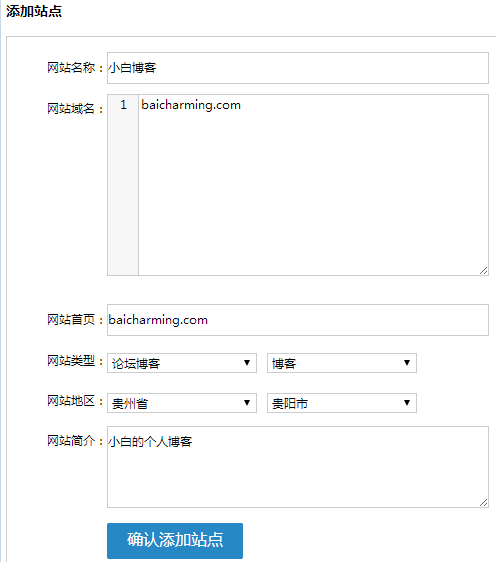 添加站点
网站名称：小白博客
网站域名： 1 baicharming.com
网站首页：baicharming.com
网站类型：论坛博客 博客
网站地区：贵州省 贵阳市
网站简介：小白的个人博客
确认添加站点